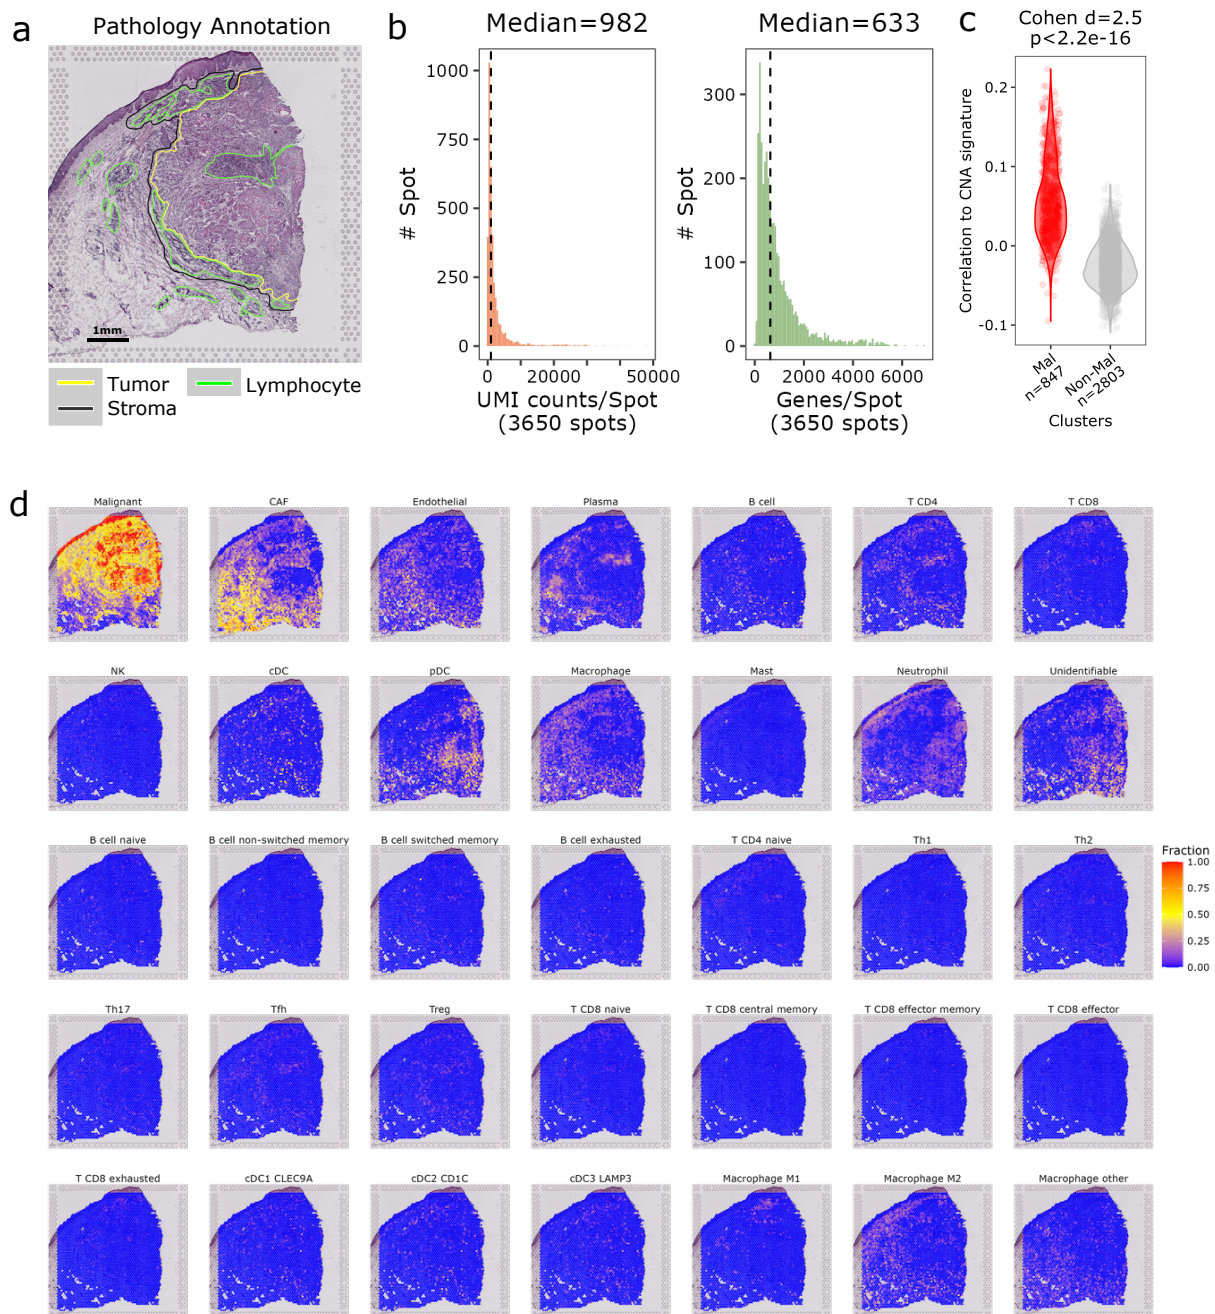 a
Pathology Annotation
1mm
Tumor
Lymphocyte
Stroma
b
Median=982
# Spot
1000
750
500
250
0
0 20000 50000
UMI counts/Spot
(3650 spots)
Median=633
# Spot
300
200
100
0
0 2000 4000 6000
Genes/Spot
(3650 spots)
c
Cohen d=2.5
p<2.2e-16
Correlation to CNA signature
0.2
0.1
0.0
-0.1
Mal
n=847
Non-Mal
n=2803
Clusters
d
Malignant CAF Endothelial Plasma B cell T CD4 T CD8
NK cDC pDC Macrophage Mast Neutrophil Unidentifiable
B cell naive B cell non-switched memory B cell switched memory B cell exhausted T CD4 naive Th1 Th2
Fraction
1.00
0.75
0.50
0.25
0.00
Th17 Tfh Treg T CD8 naive T CD8 central memory T CD8 effector memory T CD8 effector
T CD8 exhausted cDC1 CLEC9A cDC2 CD1C cDC3 LAMP3 Macrophage M1 Macrophage M2 Macrophage other